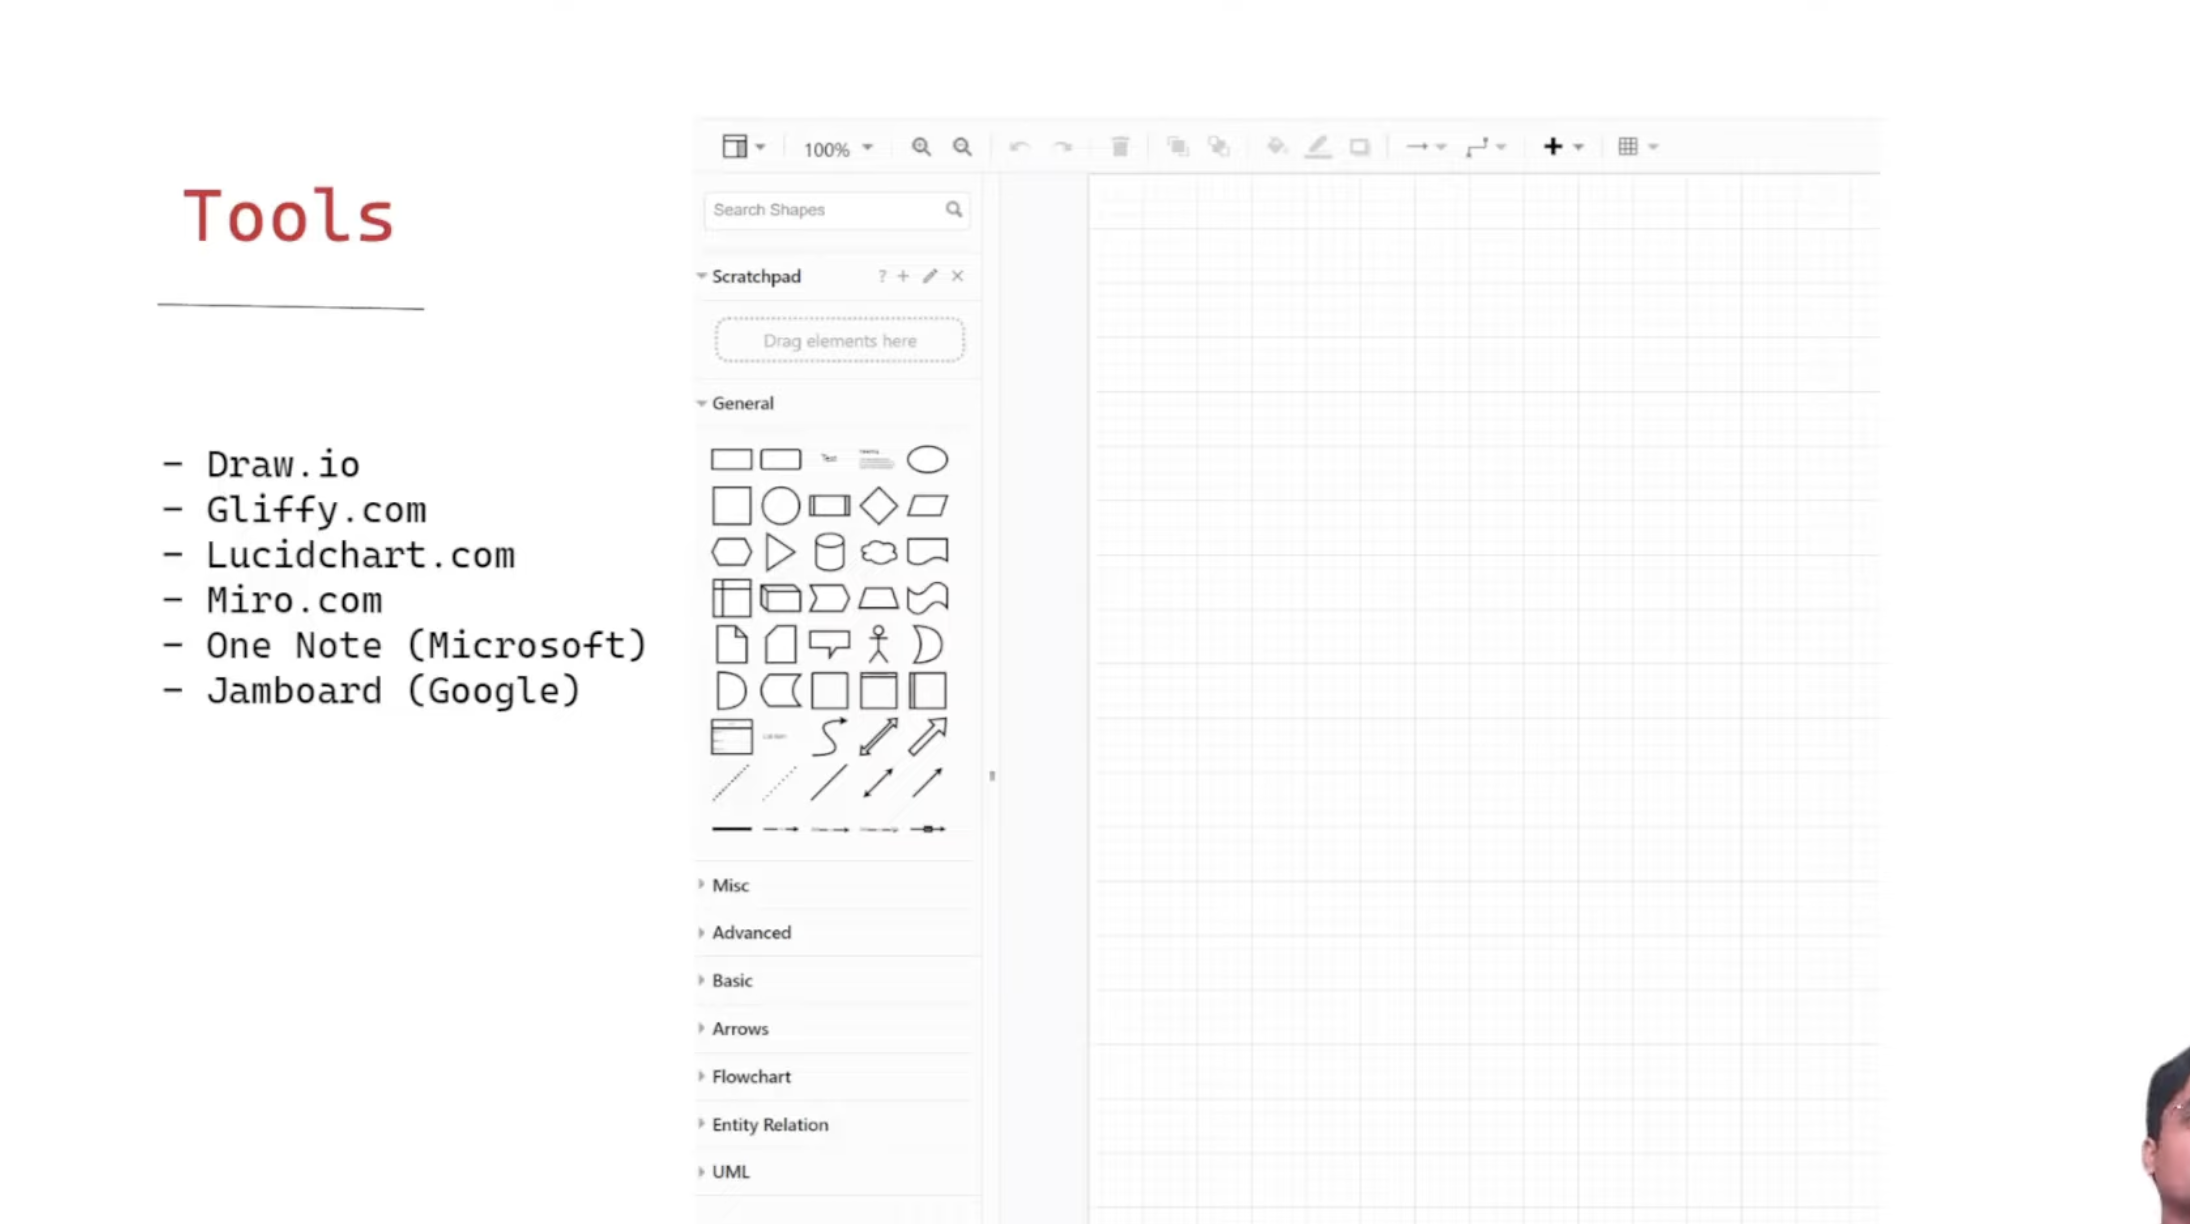 Tools
- Draw.io
- Gliffy.com
- Lucidchart.com
- Miro.com
- One Note (Microsoft)
- Jamboard (Google)
100%
Search Shapes
Scratchpad
? + ×
Drag elements here
General
Text
Misc
Advanced
Basic
Arrows
Flowchart
Entity Relation
UML